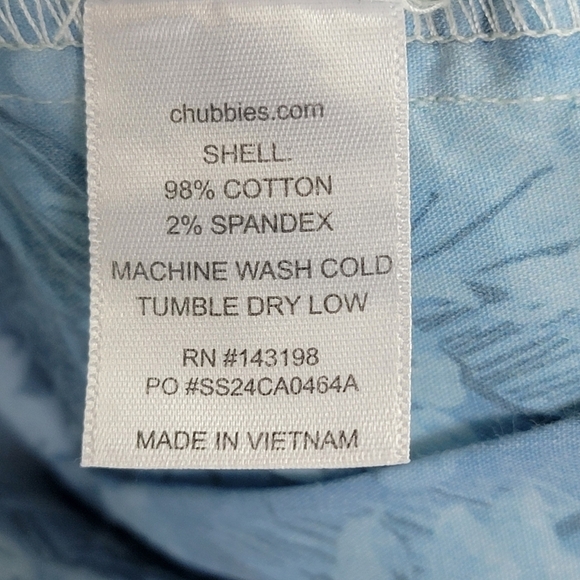 chubbies.com
SHELL.
98% COTTON
2% SPANDEX
MACHINE WASH COLD
TUMBLE DRY LOW
RN #143198
PO #SS24CA0464A
MADE IN VIETNAM